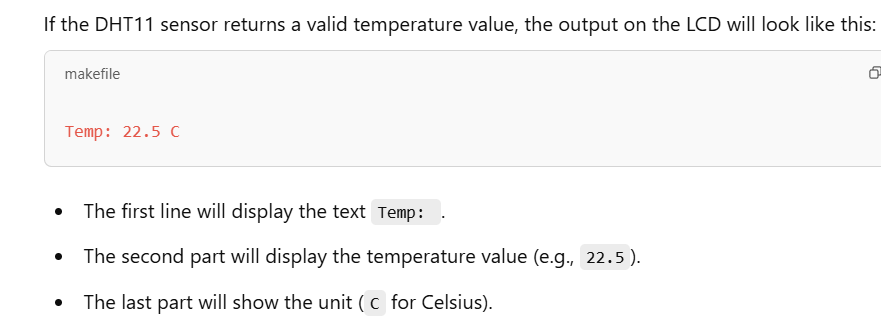 If the DHT11 sensor returns a valid temperature value, the output on the LCD will look like this:
makefile
Temp: 22.5 C
• The first line will display the text Temp: .
• The second part will display the temperature value (e.g., 22.5 ).
• The last part will show the unit ( C for Celsius).